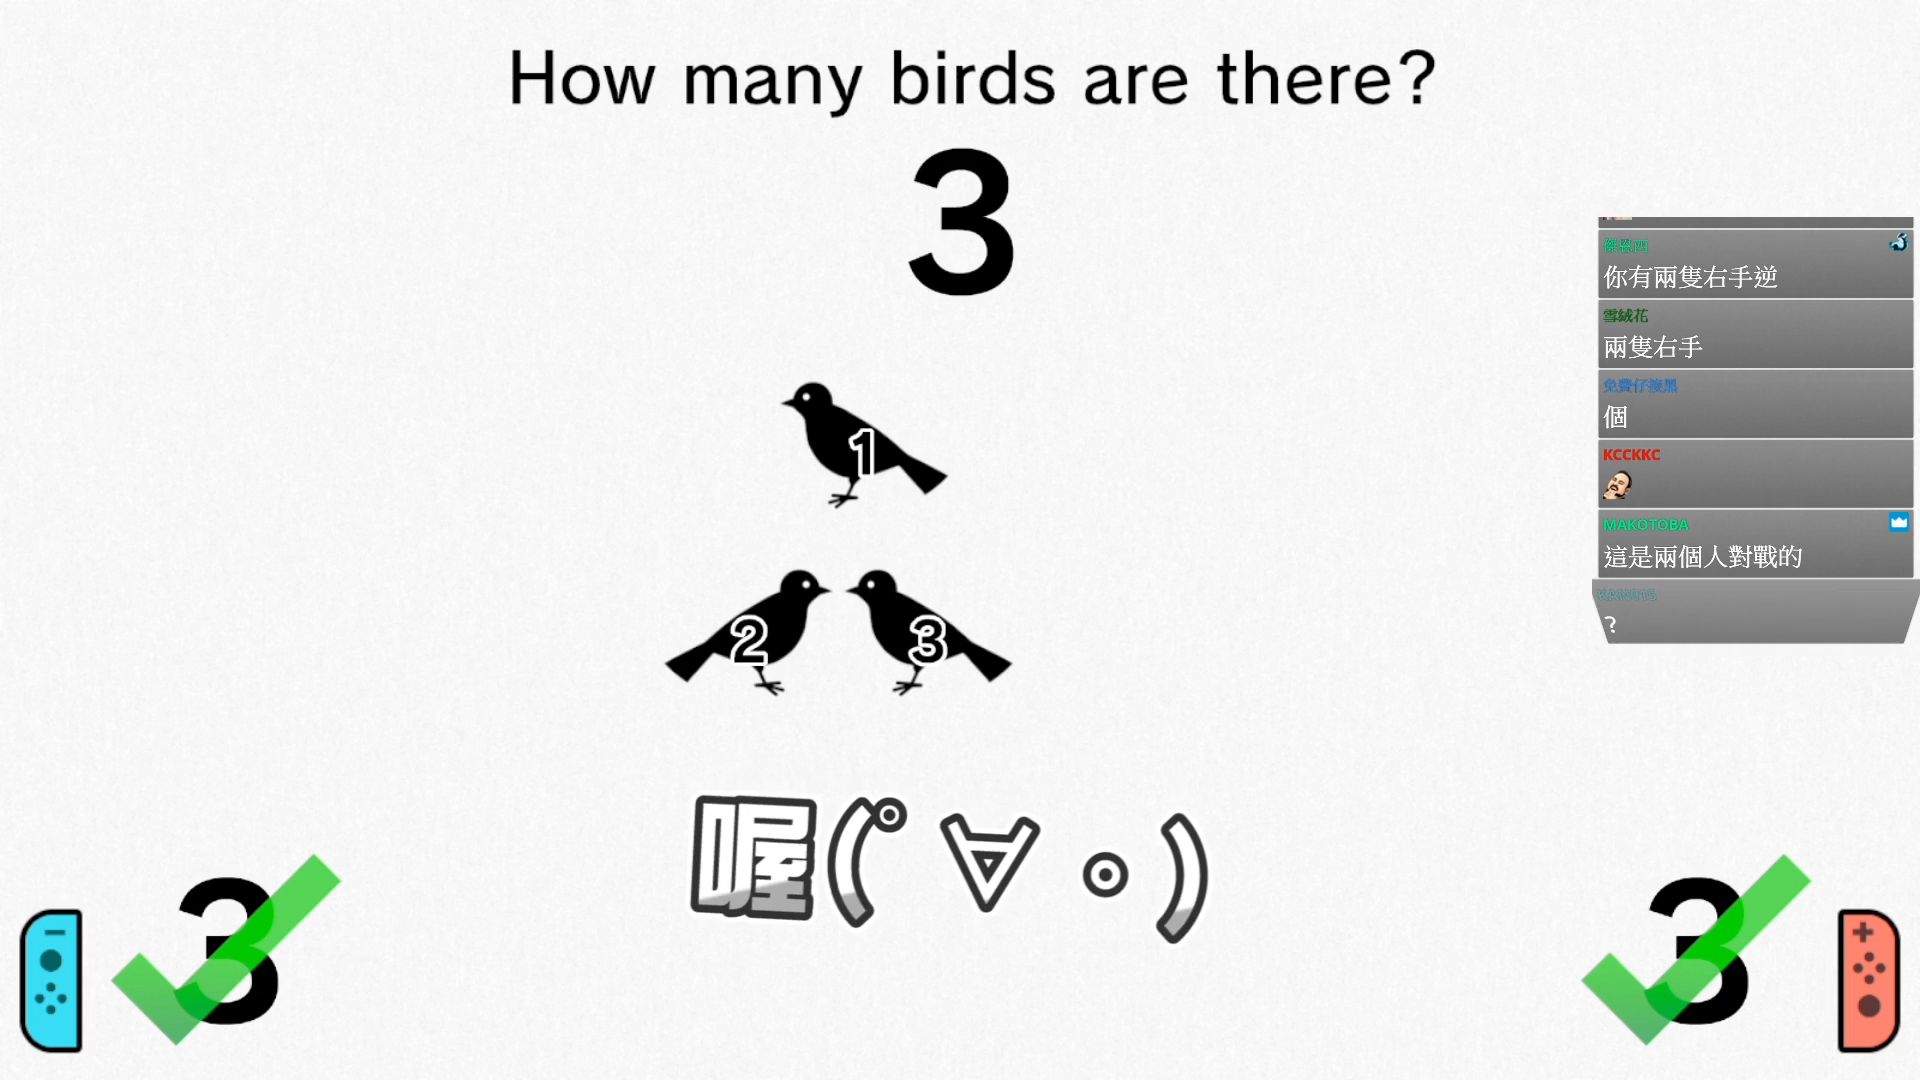 How many birds are there?
3
1
2
3
喔(ﾟ∀。)
3
3
你有兩隻右手逆
雪絨花
兩隻右手
個
KCCKKC
MAKOTOBA
這是兩個人對戰的
?